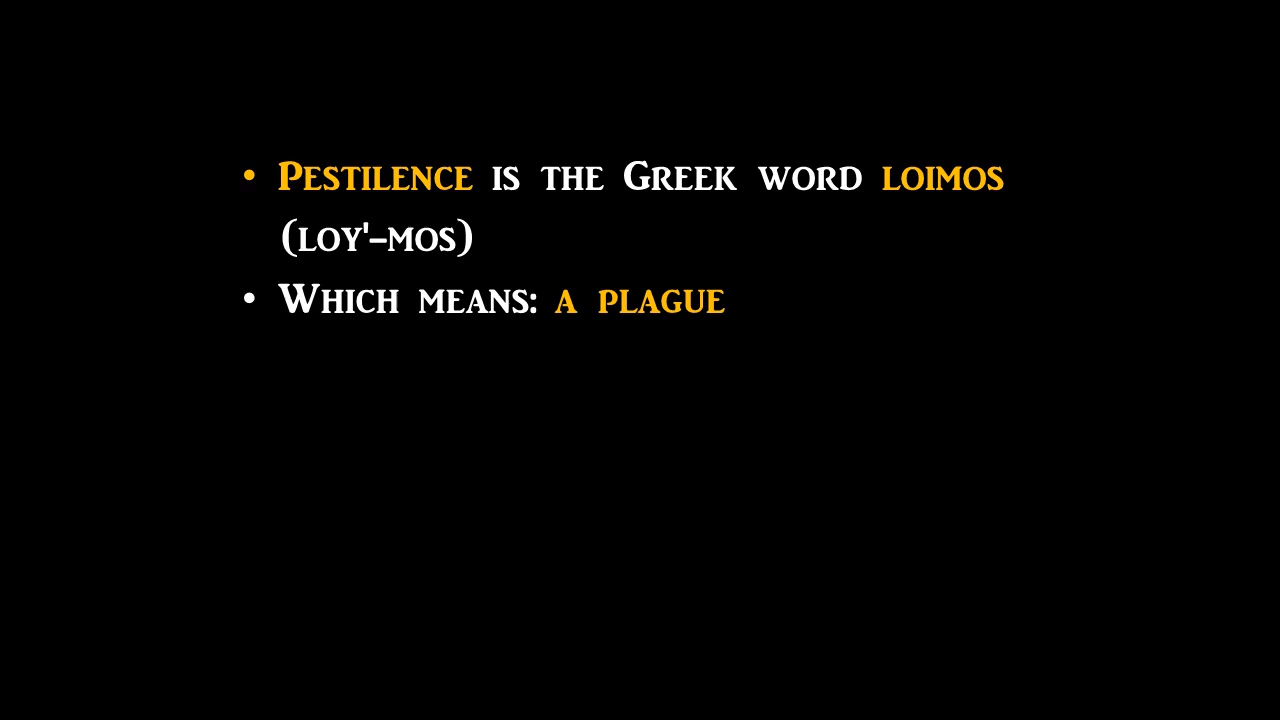 • Pestilence is the Greek word loimos
(loy'-mos)
• Which means: a plague